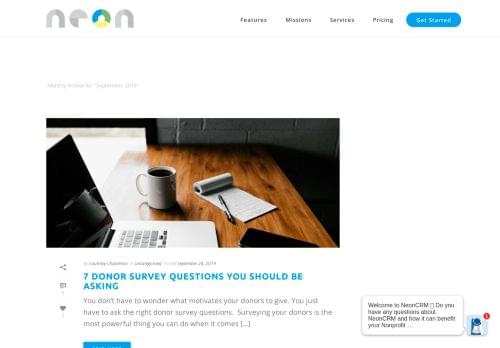 neon
Features
Missions
Services
Pricing
Get Started
Monthly Archive for: "September, 2019"
by Courtney Chatterton in Uncategorized Posted September 24, 2019
7 DONOR SURVEY QUESTIONS YOU SHOULD BE
ASKING
You don't have to wonder what motivates your donors to give. You just
have to ask the right donor survey questions. Surveying your donors is the
most powerful thing you can do when it comes [...]
Welcome to NeonCRM Do you
have any questions about
NeonCRM and how it can benefit
your Nonprofit ...
1